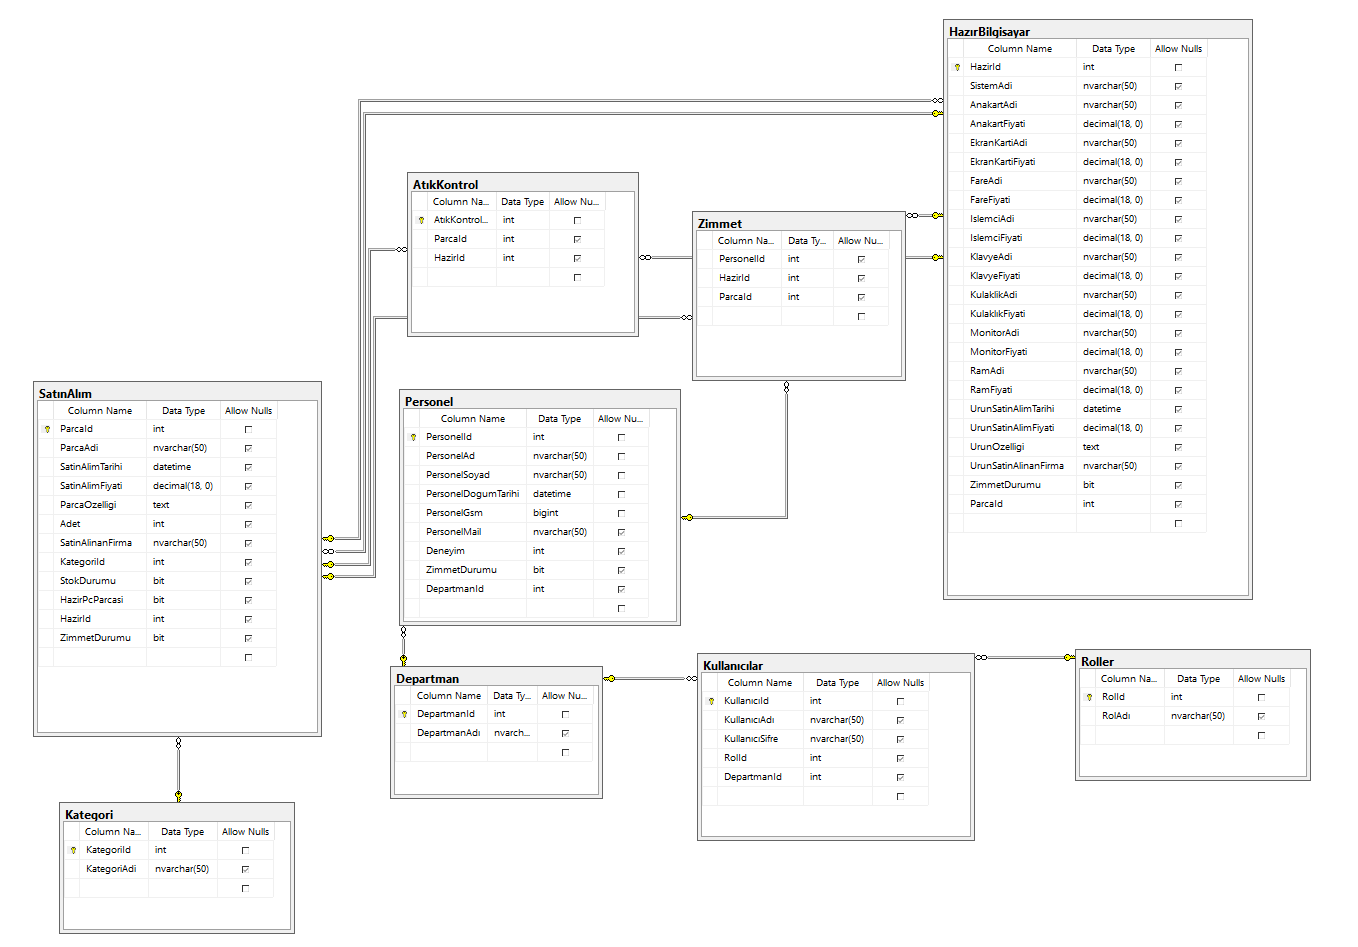 HazırBilgisayar
Column Name Data Type Allow Nulls
HazirId int
SistemAdi nvarchar(50)
AnakartAdi nvarchar(50)
AnakartFiyati decimal(18, 0)
EkranKartiAdi nvarchar(50)
EkranKartiFiyati decimal(18, 0)
FareAdi nvarchar(50)
FareFiyati decimal(18, 0)
IslemciAdi nvarchar(50)
IslemciFiyati decimal(18, 0)
KlavyeAdi nvarchar(50)
KlavyeFiyati decimal(18, 0)
KulaklikAdi nvarchar(50)
KulaklıkFiyati decimal(18, 0)
MonitorAdi nvarchar(50)
MonitorFiyati decimal(18, 0)
RamAdi nvarchar(50)
RamFiyati decimal(18, 0)
UrunSatinAlimTarihi datetime
UrunSatinAlimFiyati decimal(18, 0)
UrunOzelligi text
UrunSatinAlinanFirma nvarchar(50)
ZimmetDurumu bit
ParcaId int
AtıkKontrol
Column Na... Data Type Allow Nu...
AtıkKontrol... int
ParcaId int
HazirId int
Zimmet
Column Na... Data Ty... Allow Nu...
PersonelId int
HazirId int
ParcaId int
SatınAlım
Column Name Data Type Allow Nulls
ParcaId int
ParcaAdi nvarchar(50)
SatinAlimTarihi datetime
SatinAlimFiyati decimal(18, 0)
ParcaOzelligi text
Adet int
SatinAlinanFirma nvarchar(50)
KategoriId int
StokDurumu bit
HazirPcParcasi bit
HazirId int
ZimmetDurumu bit
Personel
Column Name Data Type Allow Nu...
PersonelId int
PersonelAd nvarchar(50)
PersonelSoyad nvarchar(50)
PersonelDogumTarihi datetime
PersonelGsm bigint
PersonelMail nvarchar(50)
Deneyim int
ZimmetDurumu bit
DepartmanId int
Departman
Column Name Data Ty... Allow Nu...
DepartmanId int
DepartmanAdı nvarch...
Kullanıcılar
Column Name Data Type Allow Nulls
KullanıcıId int
KullanıcıAdı nvarchar(50)
KullanıcıSifre nvarchar(50)
RolId int
DepartmanId int
Roller
Column Na... Data Type Allow Nulls
RolId int
RolAdı nvarchar(50)
Kategori
Column Na... Data Type Allow Nulls
KategoriId int
KategoriAdi nvarchar(50)